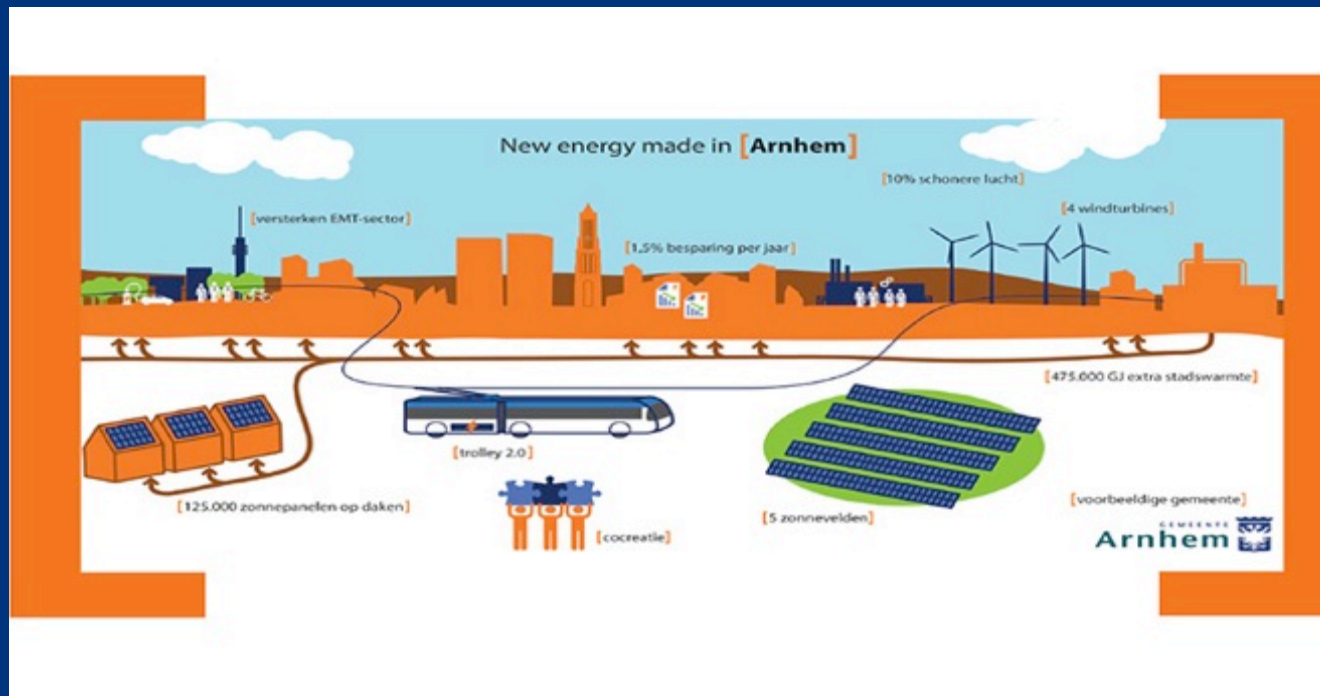 New energy made in [Arnhem]
[10% schonere lucht]
[versterken EMT-sector]
[4 windturbines]
[1,5% besparing per jaar]
[475.000 GJ extra stadswarmte]
[trolley 2.0]
[125.000 zonnepanelen op daken]
[cocreatie]
[5 zonnevelden]
[voorbeeldige gemeente]
GEMEENTE
Arnhem